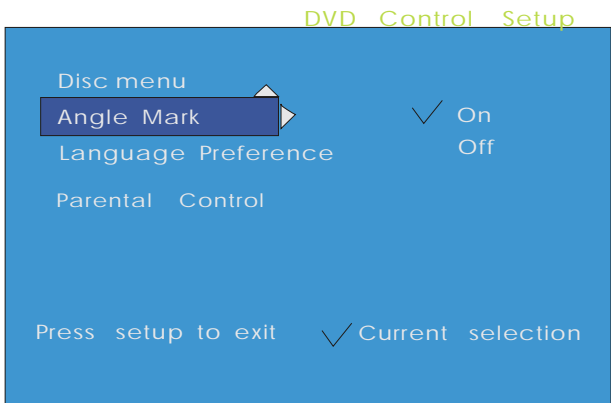 DVD Control Setup
Disc menu
Angle Mark
On
Language Preference
Off
Parental Control
Press setup to exit
Current selection